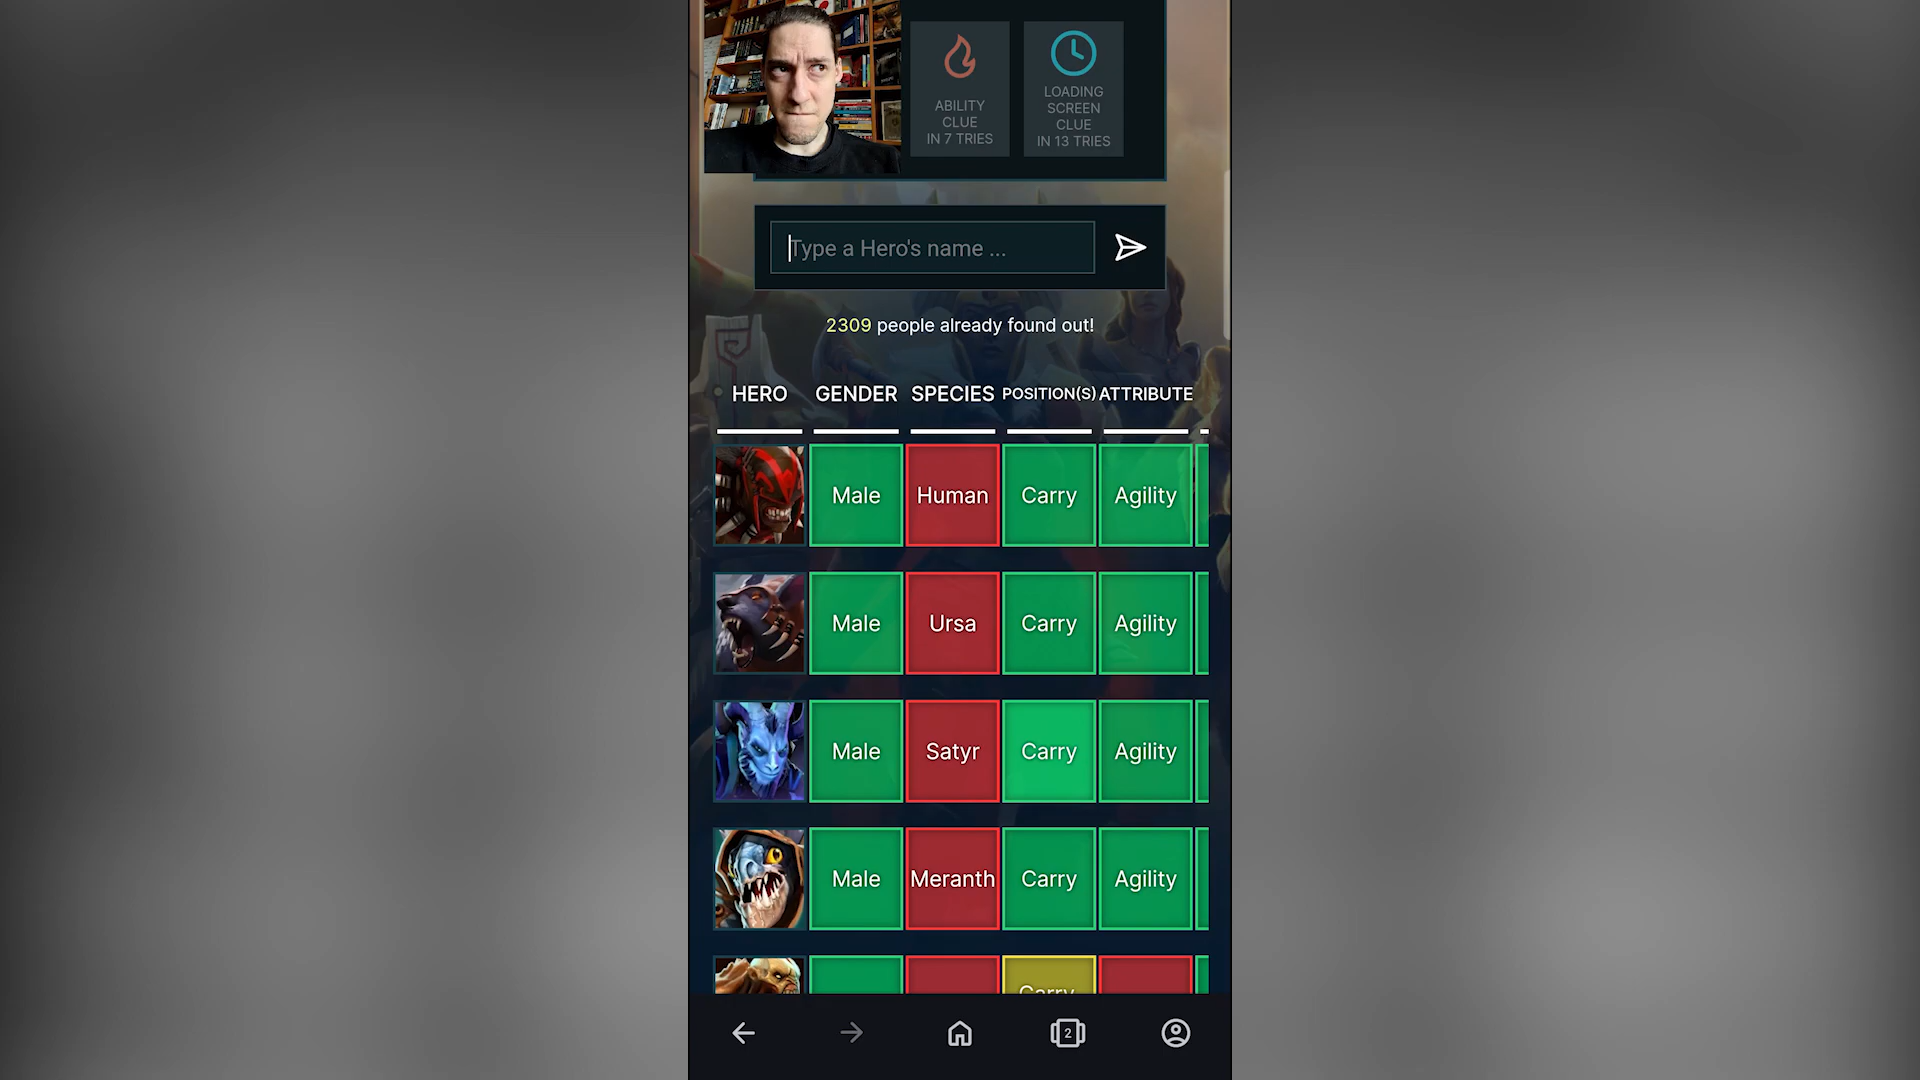 ABILITY
CLUE
IN 7 TRIES
LOADING
SCREEN
CLUE
IN 13 TRIES
Type a Hero's name ...
2309 people already found out!
HERO GENDER SPECIES POSITION(S) ATTRIBUTE
Male Human Carry Agility
Male Ursa Carry Agility
Male Satyr Carry Agility
Male Meranth Carry Agility
Carry
2